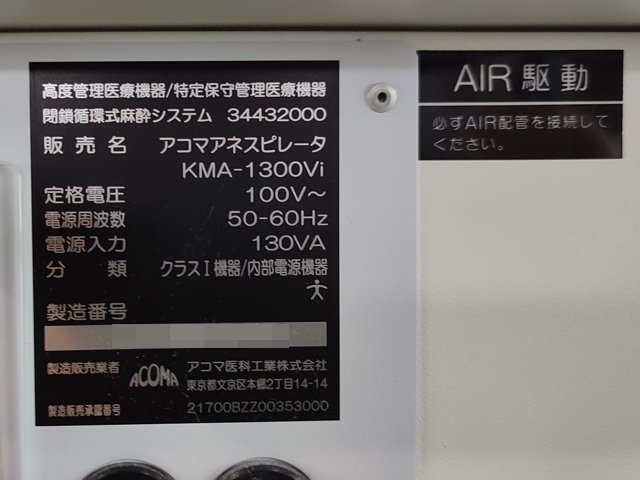 高度管理医療機器/特定保守管理医療機器
閉鎖循環式麻酔システム 34432000
販売名 アコマアネスピレータ
KMA-1300Vi
定格電圧 100V～
電源周波数 50-60Hz
電源入力 130VA
分類 クラスⅠ機器/内部電源機器
製造番号
製造販売業者 ACOMA アコマ医科工業株式会社
東京都文京区本郷2丁目14-14
製造販売承認番号 21700BZZ00353000
AIR 駆動
必ずAIR配管を接続して
ください。